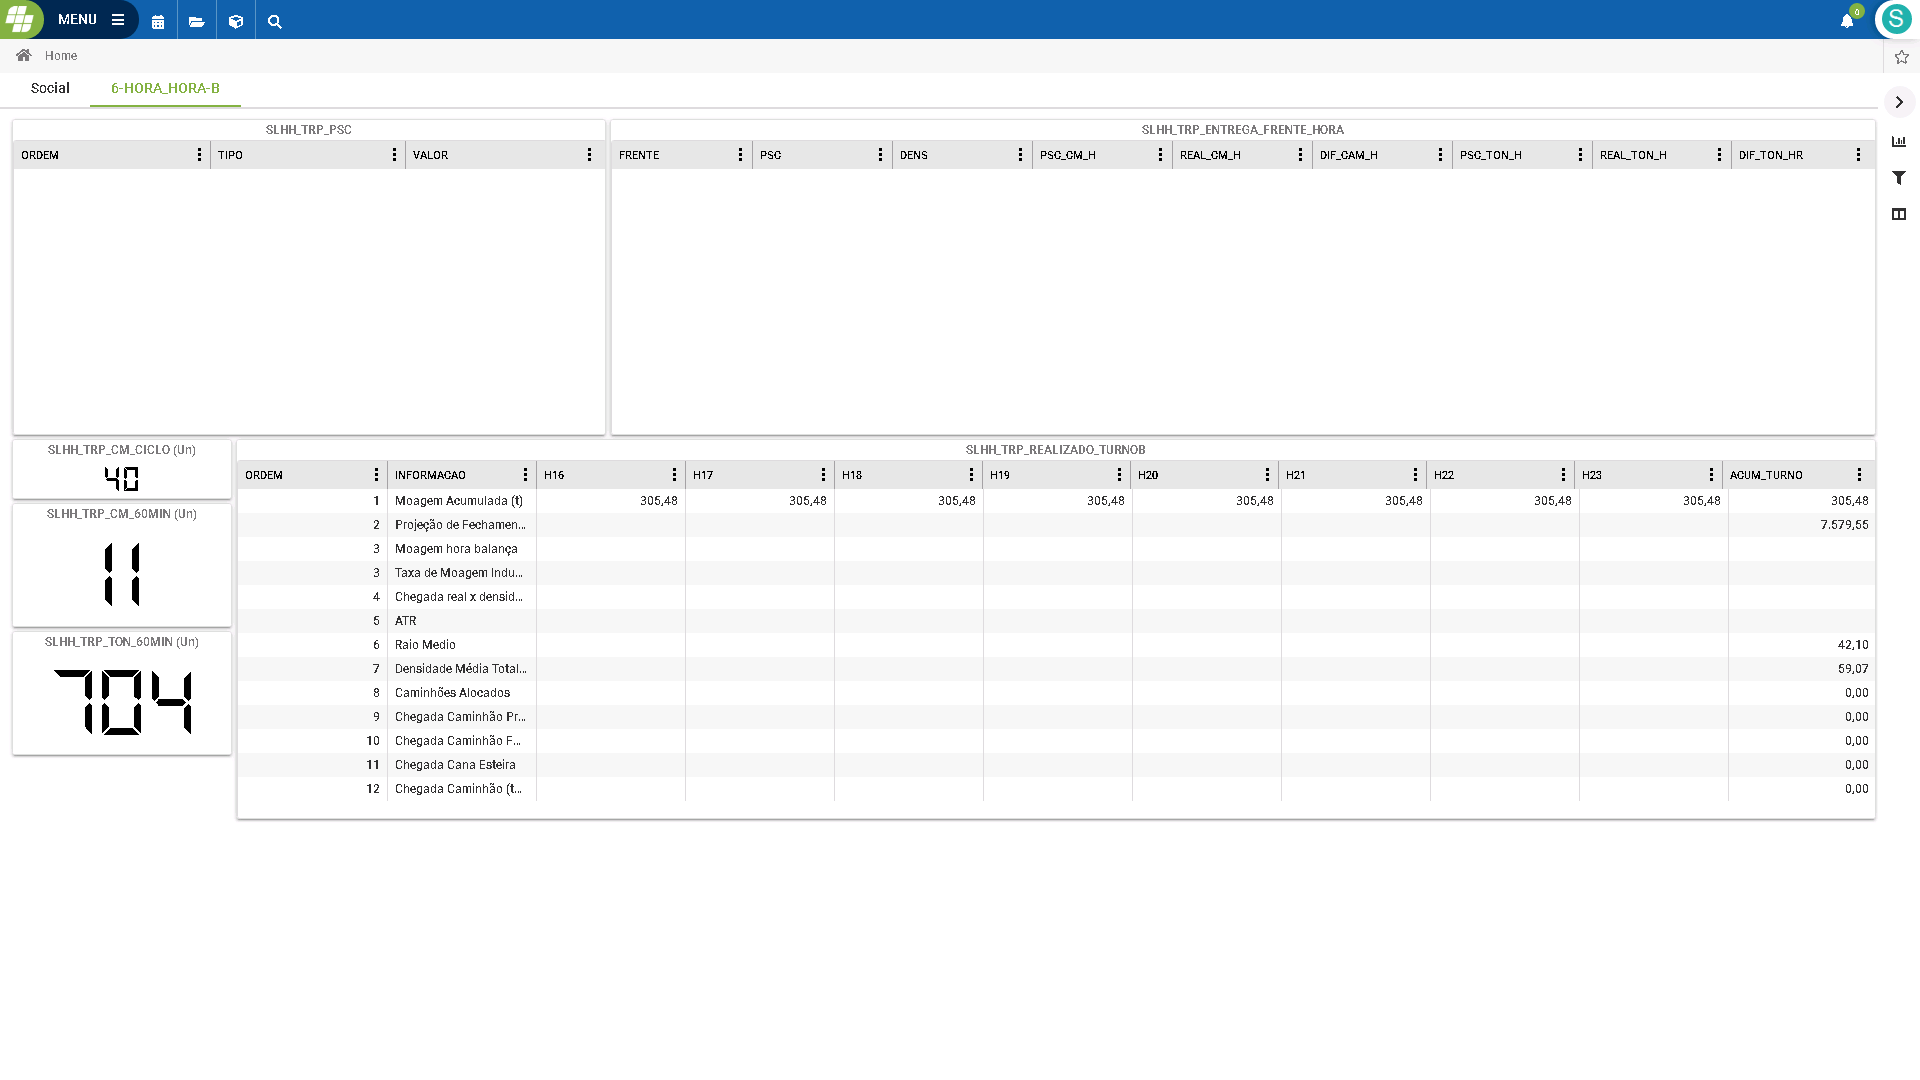 MENU
0
S
Home
Social 6-HORA_HORA-B
SLHH_TRP_PSC
ORDEM TIPO VALOR
SLHH_TRP_ENTREGA_FRENTE_HORA
FRENTE PSC DENS PSC_CM_H REAL_CM_H DIF_CAM_H PSC_TON_H REAL_TON_H DIF_TON_HR
SLHH_TRP_CM_CICLO (Un)
40
SLHH_TRP_CM_60MIN (Un)
11
SLHH_TRP_TON_60MIN (Un)
704
SLHH_TRP_REALIZADO_TURNOB
ORDEM INFORMACAO H16 H17 H18 H19 H20 H21 H22 H23 ACUM_TURNO
1 Moagem Acumulada (t) 305,48 305,48 305,48 305,48 305,48 305,48 305,48 305,48 305,48
2 Projeção de Fechamen... 7.579,55
3 Moagem hora balança
3 Taxa de Moagem Indu...
4 Chegada real x densid...
5 ATR
6 Raio Medio 42,10
7 Densidade Média Total... 59,07
8 Caminhões Alocados 0,00
9 Chegada Caminhão Pr... 0,00
10 Chegada Caminhão F... 0,00
11 Chegada Cana Esteira 0,00
12 Chegada Caminhão (t... 0,00